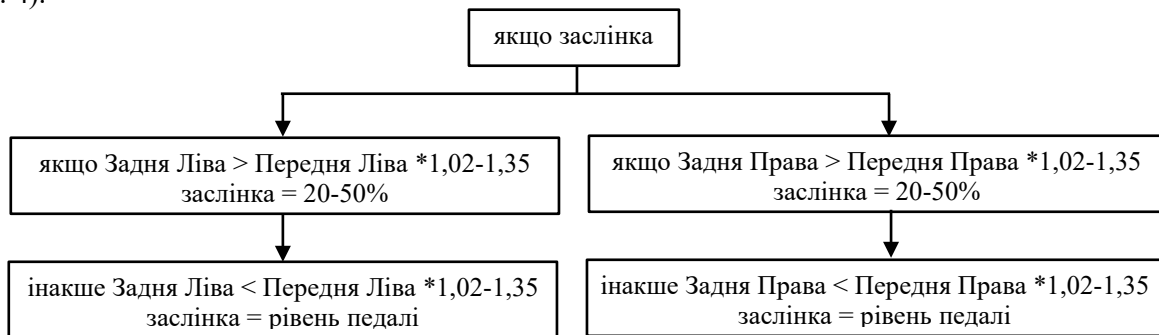 якщо заслінка
якщо Задня Ліва > Передня Ліва *1,02-1,35
заслінка = 20-50%
якщо Задня Права > Передня Права *1,02-1,35
заслінка = 20-50%
інакше Задня Ліва < Передня Ліва *1,02-1,35
заслінка = рівень педалі
інакше Задня Права < Передня Права *1,02-1,35
заслінка = рівень педалі